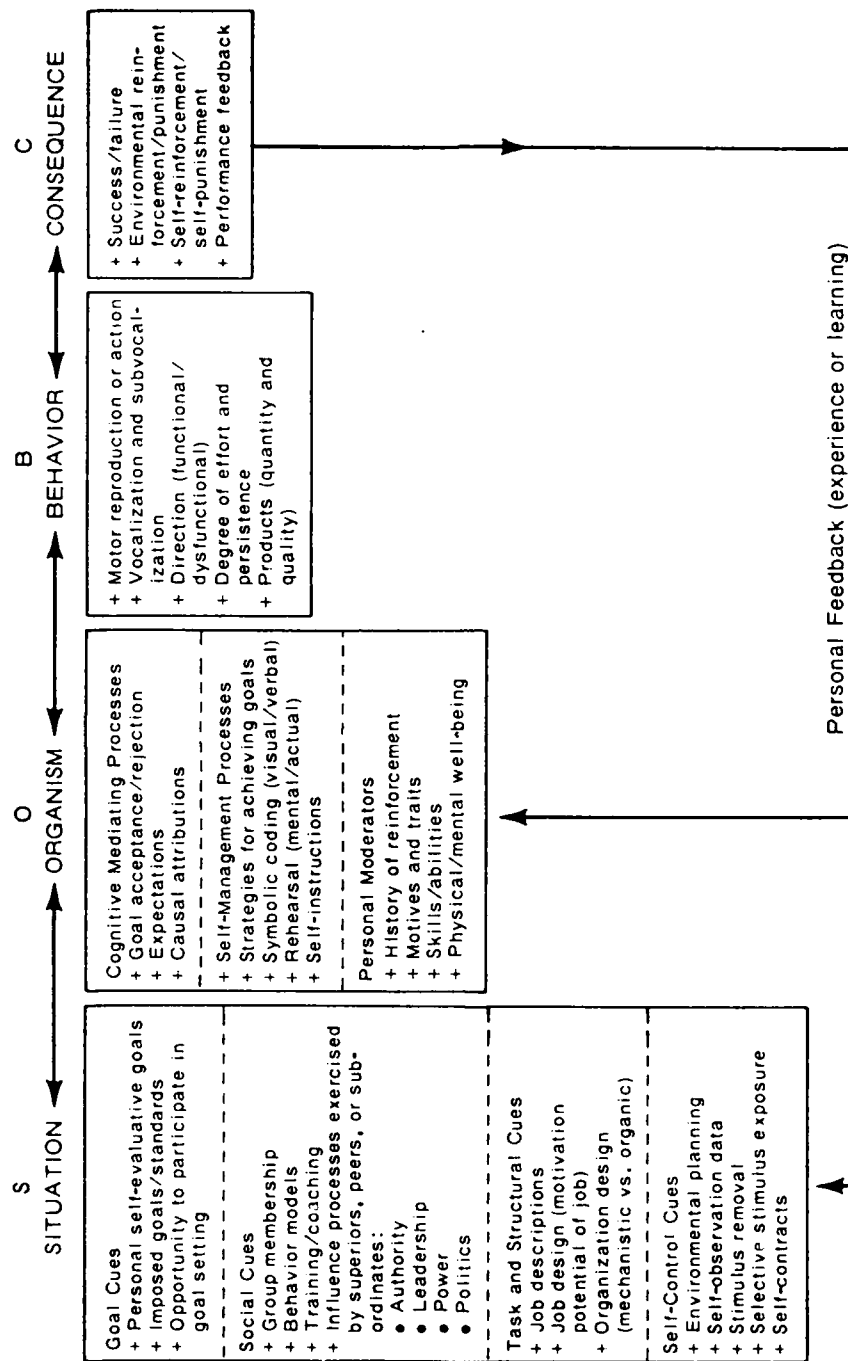 S
SITUATION
Goal Cues
+ Personal self-evaluative goals
+ Imposed goals/standards
+ Opportunity to participate in
goal setting
Social Cues
+ Group membership
+ Behavior models
+ Training/coaching
+ Influence processes exercised
by superiors, peers, or sub-
ordinates:
● Authority
● Leadership
● Power
● Politics
Task and Structural Cues
+ Job descriptions
+ Job design (motivation
potential of job)
+ Organization design
(mechanistic vs. organic)
Self-Control Cues
+ Environmental planning
+ Self-observation data
+ Stimulus removal
+ Selective stimulus exposure
+ Self-contracts
O
ORGANISM
Cognitive Mediating Processes
+ Goal acceptance/rejection
+ Expectations
+ Causal attributions
+ Self-Management Processes
+ Strategies for achieving goals
+ Symbolic coding (visual/verbal)
+ Rehearsal (mental/actual)
+ Self-instructions
Personal Moderators
+ History of reinforcement
+ Motives and traits
+ Skills/abilities
+ Physical/mental well-being
B
BEHAVIOR
+ Motor reproduction or action
+ Vocalization and subvocal-
ization
+ Direction (functional/
dysfunctional)
+ Degree of effort and
persistence
+ Products (quantity and
quality)
C
CONSEQUENCE
+ Success/failure
+ Environmental rein-
forcement/punishment
+ Self-reinforcement/
self-punishment
+ Performance feedback
Personal Feedback (experience or learning)